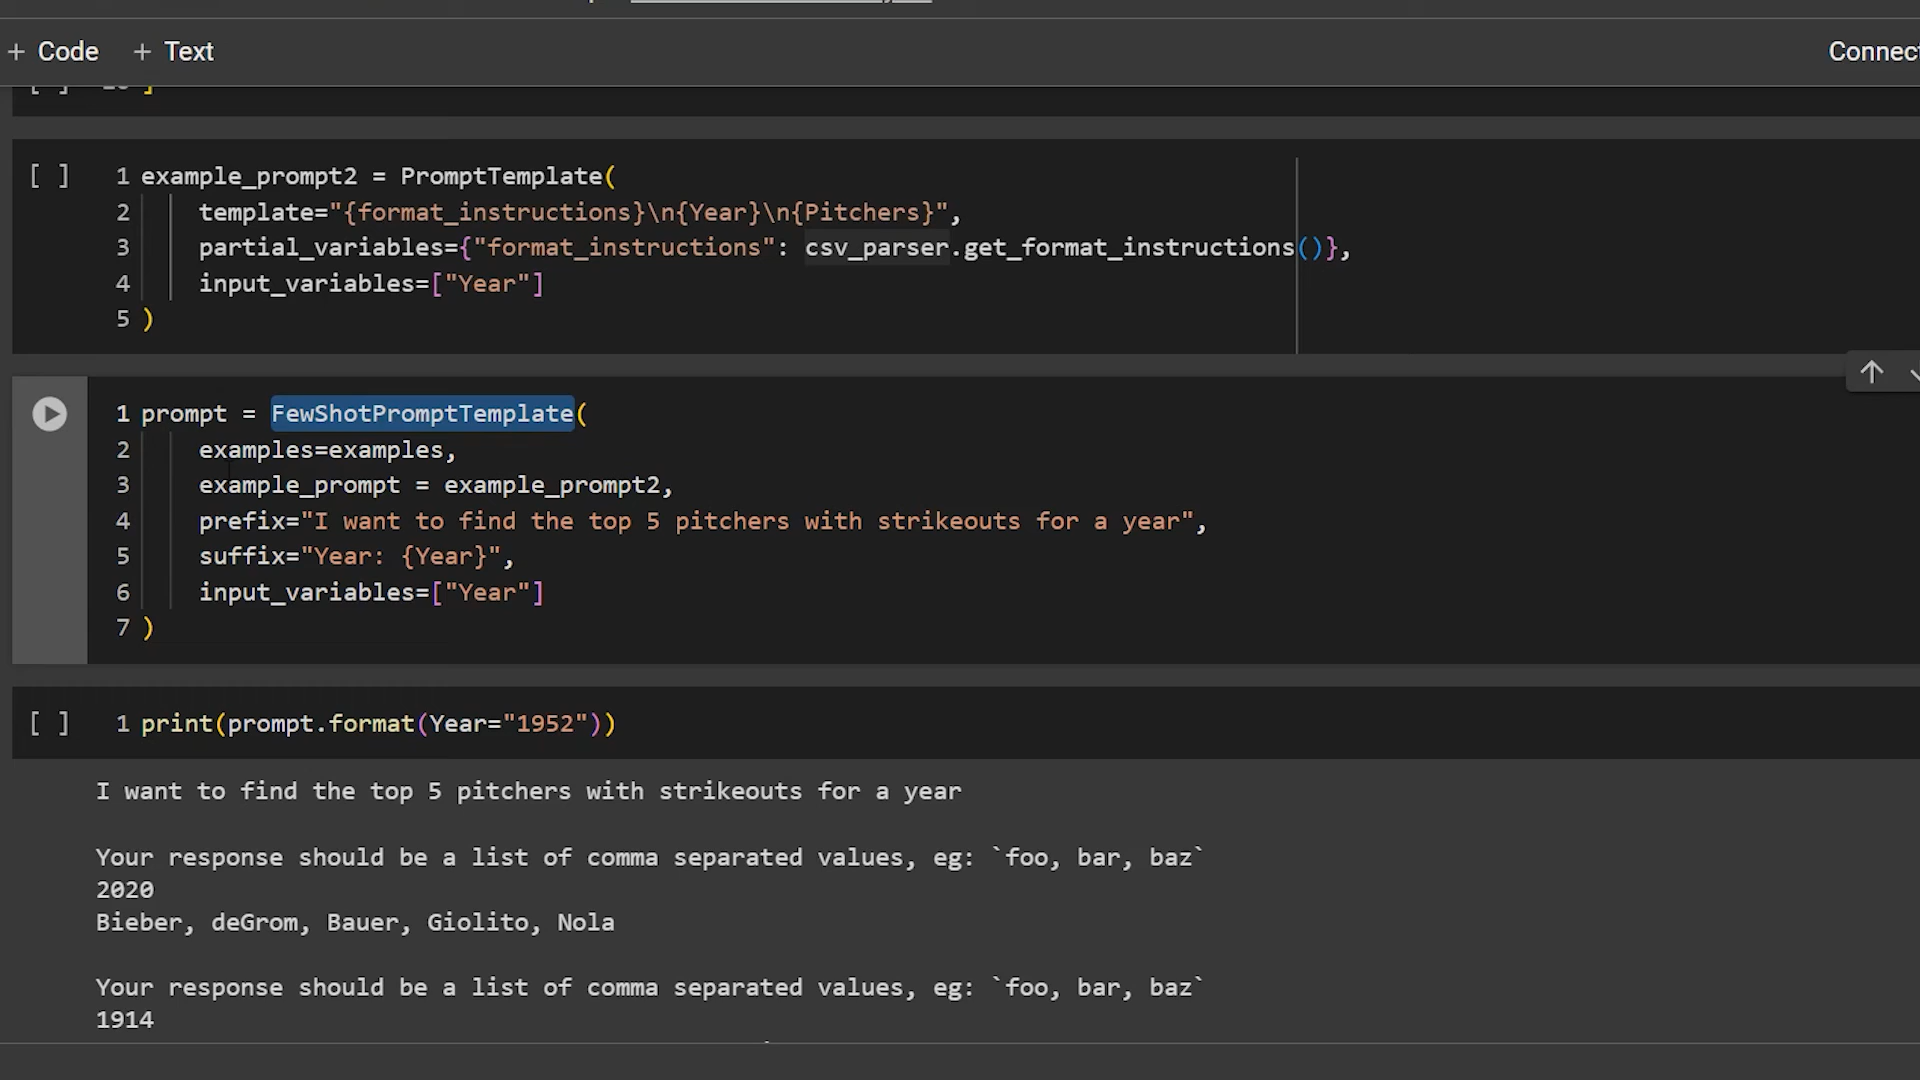 + Code + Text
Connect
[ ] ]
[ ] 1 example_prompt2 = PromptTemplate(
2 template="{format_instructions}\n{Year}\n{Pitchers}",
3 partial_variables={"format_instructions": csv_parser.get_format_instructions()},
4 input_variables=["Year"]
5 )
1 prompt = FewShotPromptTemplate(
2 examples=examples,
3 example_prompt = example_prompt2,
4 prefix="I want to find the top 5 pitchers with strikeouts for a year",
5 suffix="Year: {Year}",
6 input_variables=["Year"]
7 )
[ ] 1 print(prompt.format(Year="1952"))
I want to find the top 5 pitchers with strikeouts for a year
Your response should be a list of comma separated values, eg: `foo, bar, baz`
2020
Bieber, deGrom, Bauer, Giolito, Nola
Your response should be a list of comma separated values, eg: `foo, bar, baz`
1914